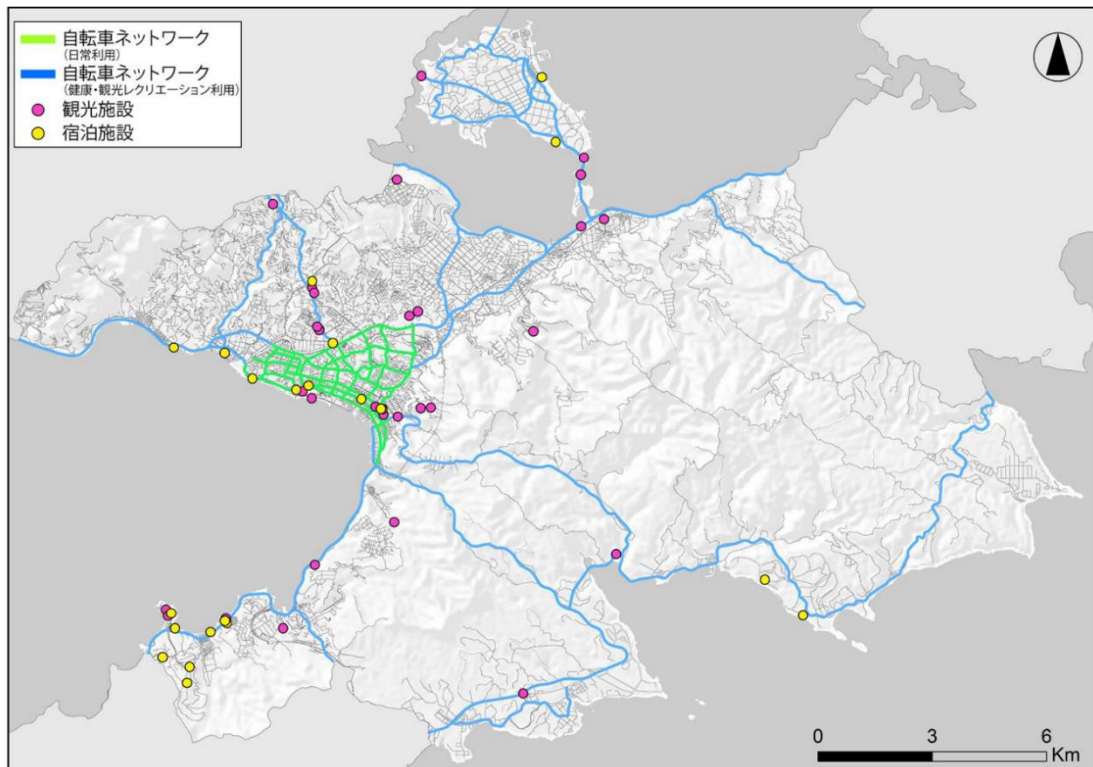 自転車ネットワーク
(日常利用)
自転車ネットワーク
(健康・観光レクリエーション利用)
観光施設
宿泊施設
0 3 6
Km